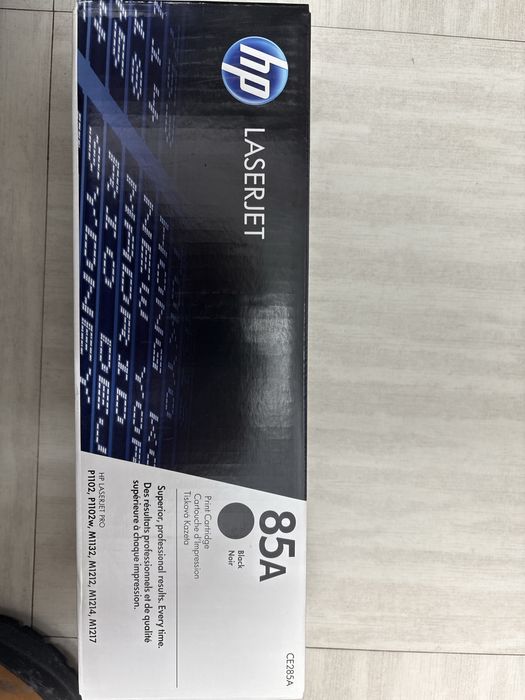 hp
LASERJET
85A
CE285A
Black
Noir
Print Cartridge
Cartouche d'Impression
Tisková Kazeta
Superior, professional results. Every time.
Des résultats professionnels et de qualité
supérieure à chaque impression.
HP LASERJET PRO
P1102, P1102w, M1132, M1212, M1214, M1217